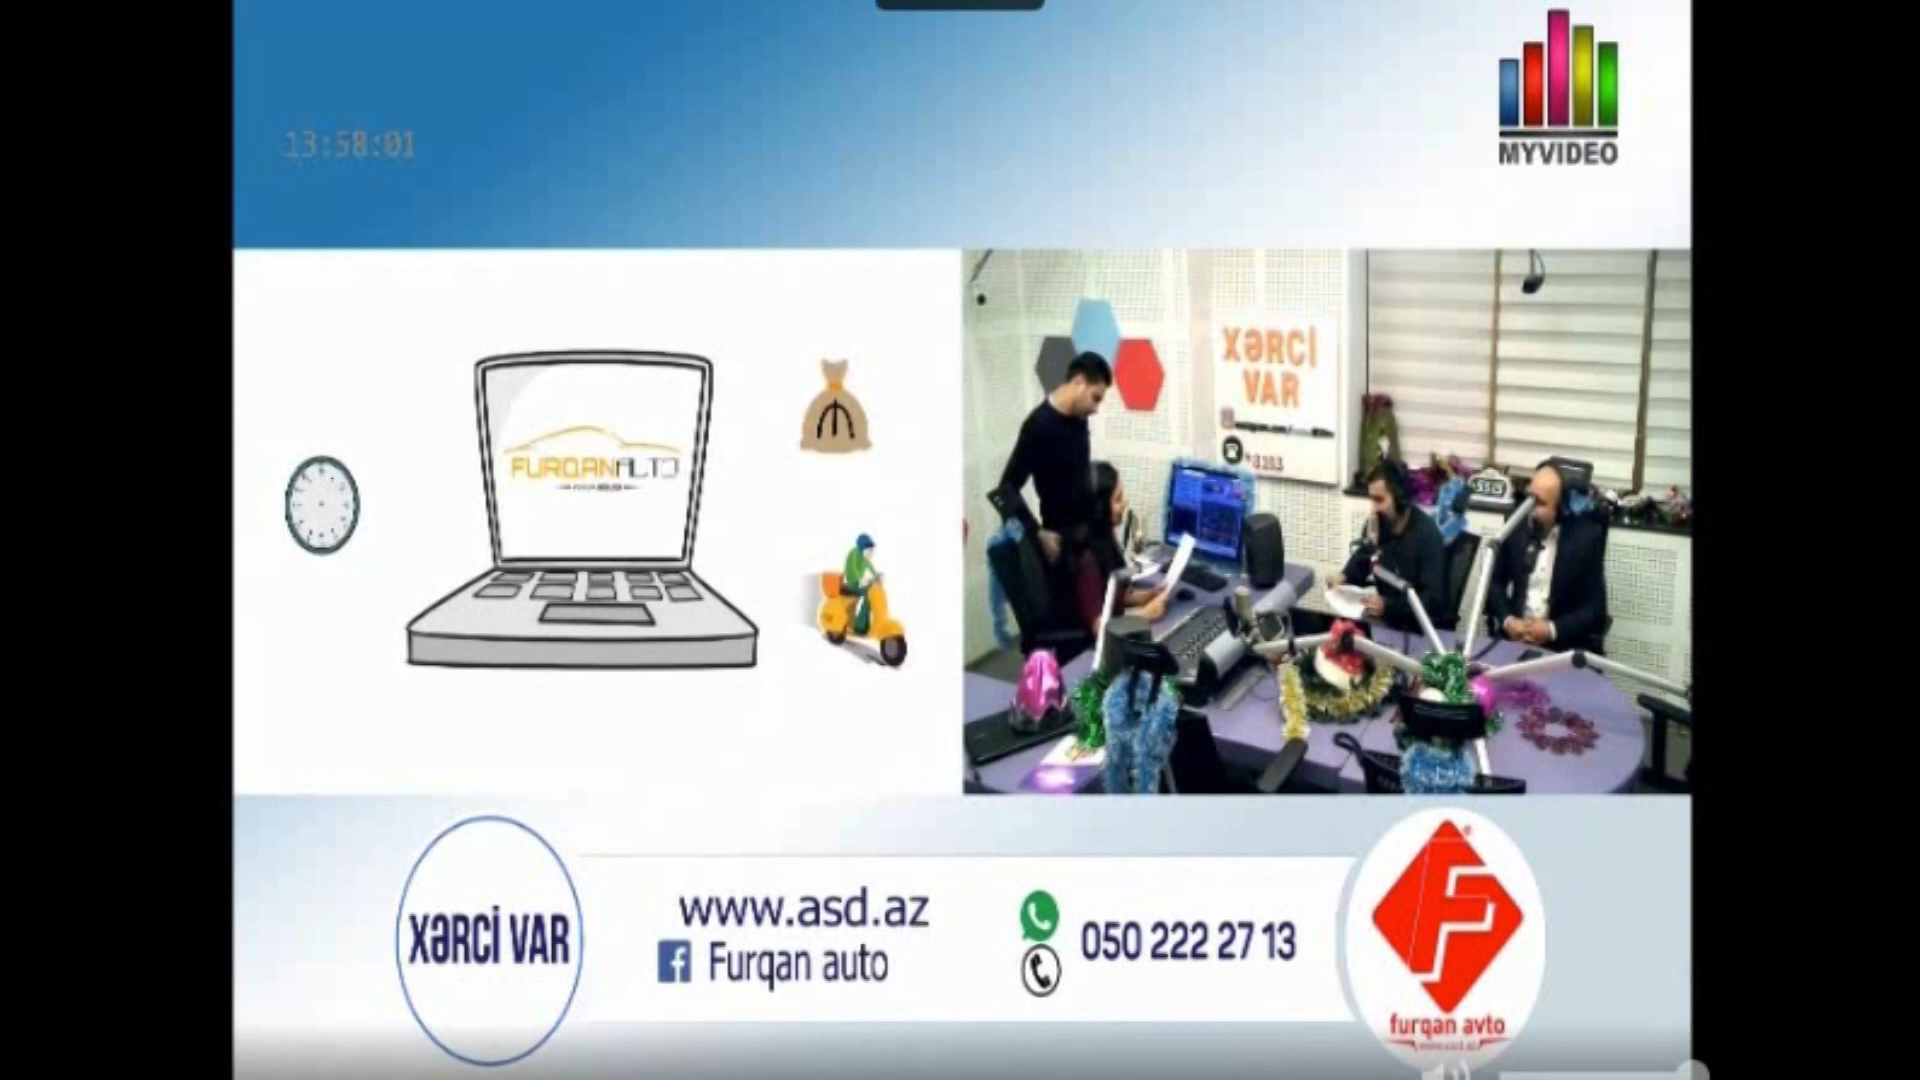 13:58:01
MYVIDEO
FURQANAUTO
XƏRCİ
VAR
XƏRCİ VAR
www.asd.az
Furqan auto
050 222 27 13
furqan avto